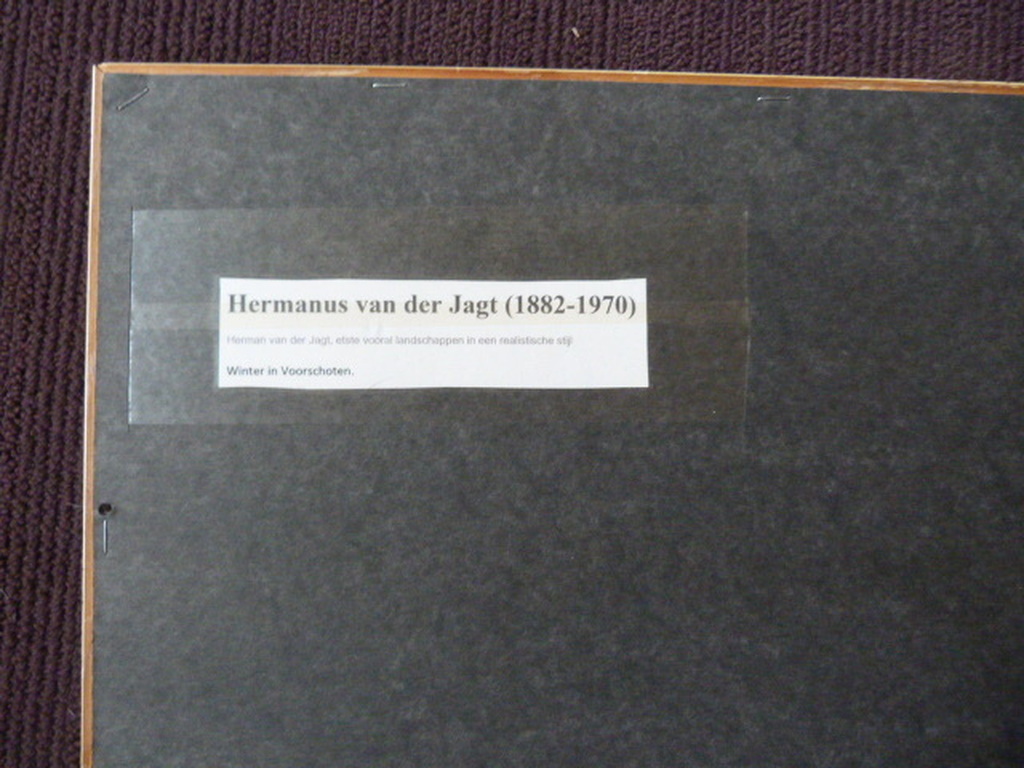 Hermanus van der Jagt (1882-1970)
Herman van der Jagt, etste vooral landschappen in een realistische stijl
Winter in Voorschoten.